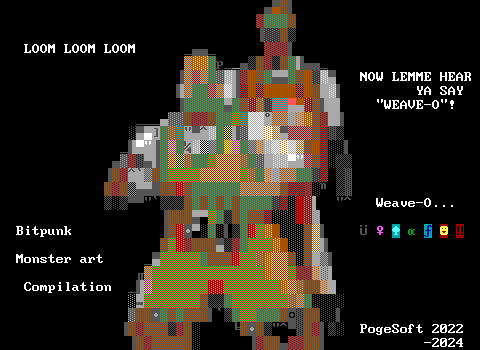 LOOM LOOM LOOM
NOW LEMME HEAR
YA SAY
"WEAVE-O"!
Weave-O...
ü ♀ ♠ α ƒ ☻ ‼
Bitpunk
Monster art
Compilation
PogeSoft 2022
-2024